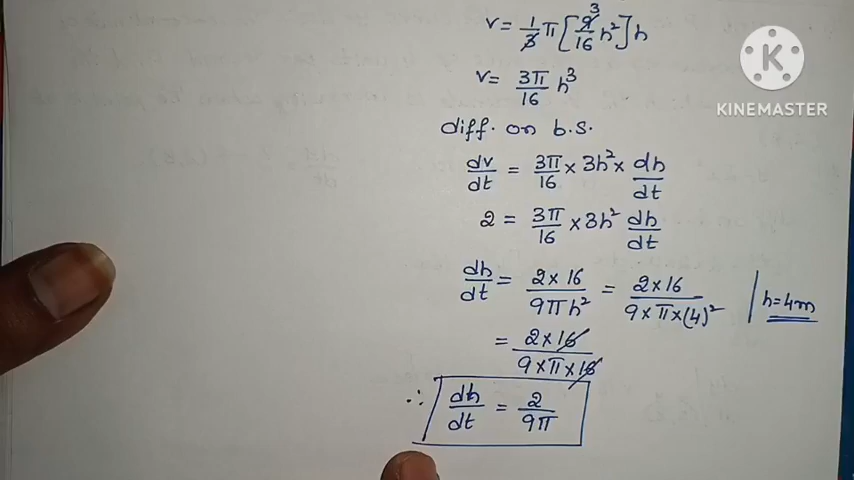 v = 1/3 π [9/16 h²] h 3
KINEMASTER
v = 3π/16 h³
diff. on b.s.
dv/dt = 3π/16 × 3h² × dh/dt
2 = 3π/16 × 3h² dh/dt
dh/dt = 2×16/9πh² = 2×16/9×π×(4)² | h=4m
= 2×16/9×π×16
∴ dh/dt = 2/9π